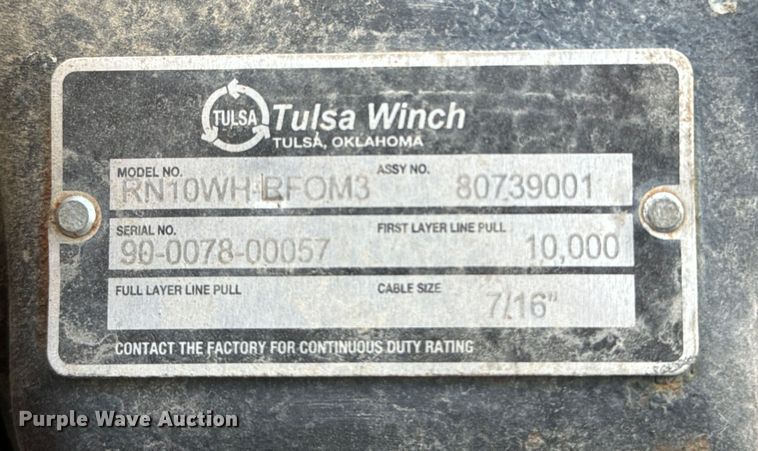 TULSA Tulsa Winch
TULSA, OKLAHOMA
MODEL NO. ASSY NO.
RN10WH-RFOM3 80739001
SERIAL NO. FIRST LAYER LINE PULL
90-0078-00057 10,000
FULL LAYER LINE PULL CABLE SIZE
7/16"
CONTACT THE FACTORY FOR CONTINUOUS DUTY RATING
Purple Wave Auction